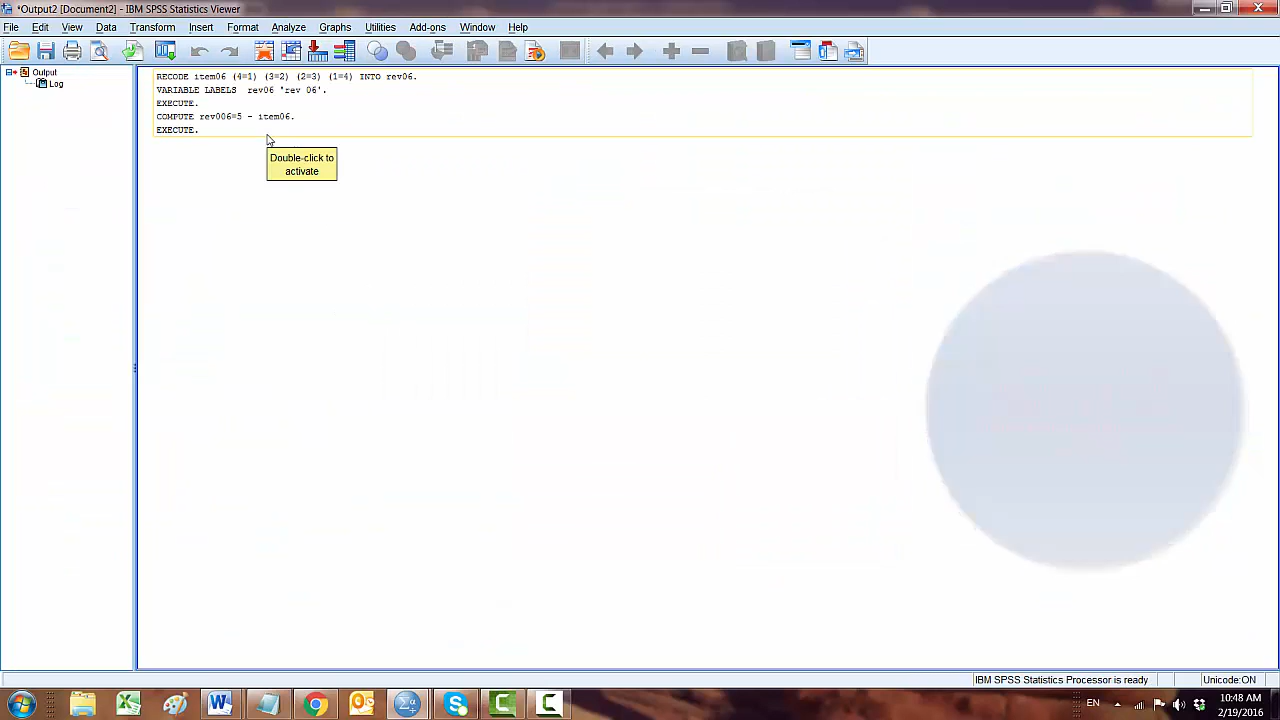 *Output2 [Document2] - IBM SPSS Statistics Viewer
File Edit View Data Transform Insert Format Analyze Graphs Utilities Add-ons Window Help
Output
Log
RECODE item06 (4=1) (3=2) (2=3) (1=4) INTO rev06.
VARIABLE LABELS  rev06 'rev 06'.
EXECUTE.
COMPUTE rev006=5 - item06.
EXECUTE.
Double-click to
activate
IBM SPSS Statistics Processor is ready
Unicode:ON
EN
10:48 AM
2/19/2016